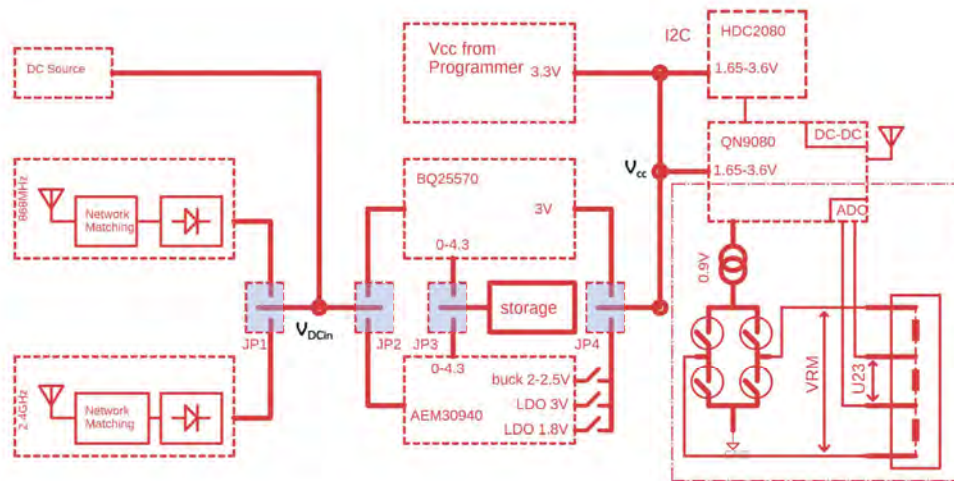 DC Source
Vcc from
Programmer
3.3V
I2C
HDC2080
1.65-3.6V
QN9080
DC-DC
1.65-3.6V
Vcc
ADC
868MHz
Network
Matching
BQ25570
3V
0-4.3
storage
JP1
VDCin
JP2
JP3
JP4
0-4.3
AEM30940
buck 2-2.5V
LDO 3V
LDO 1.8V
2.4GHz
Network
Matching
0.9V
VRM
U23